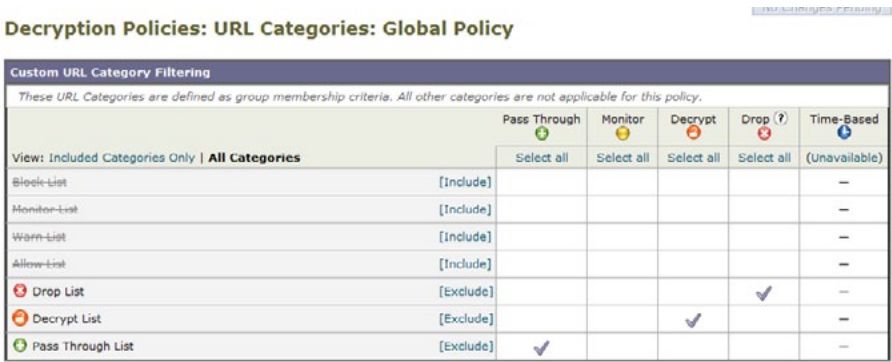 No Changes Pending
Decryption Policies: URL Categories: Global Policy
Custom URL Category Filtering
These URL Categories are defined as group membership criteria. All other categories are not applicable for this policy.
Pass Through Monitor Decrypt Drop (?) Time-Based
View: Included Categories Only | All Categories Select all Select all Select all Select all (Unavailable)
Block List [Include] —
Monitor List [Include] —
Warn List [Include] —
Allow List [Include] —
Drop List [Exclude] —
Decrypt List [Exclude] —
Pass Through List [Exclude] —